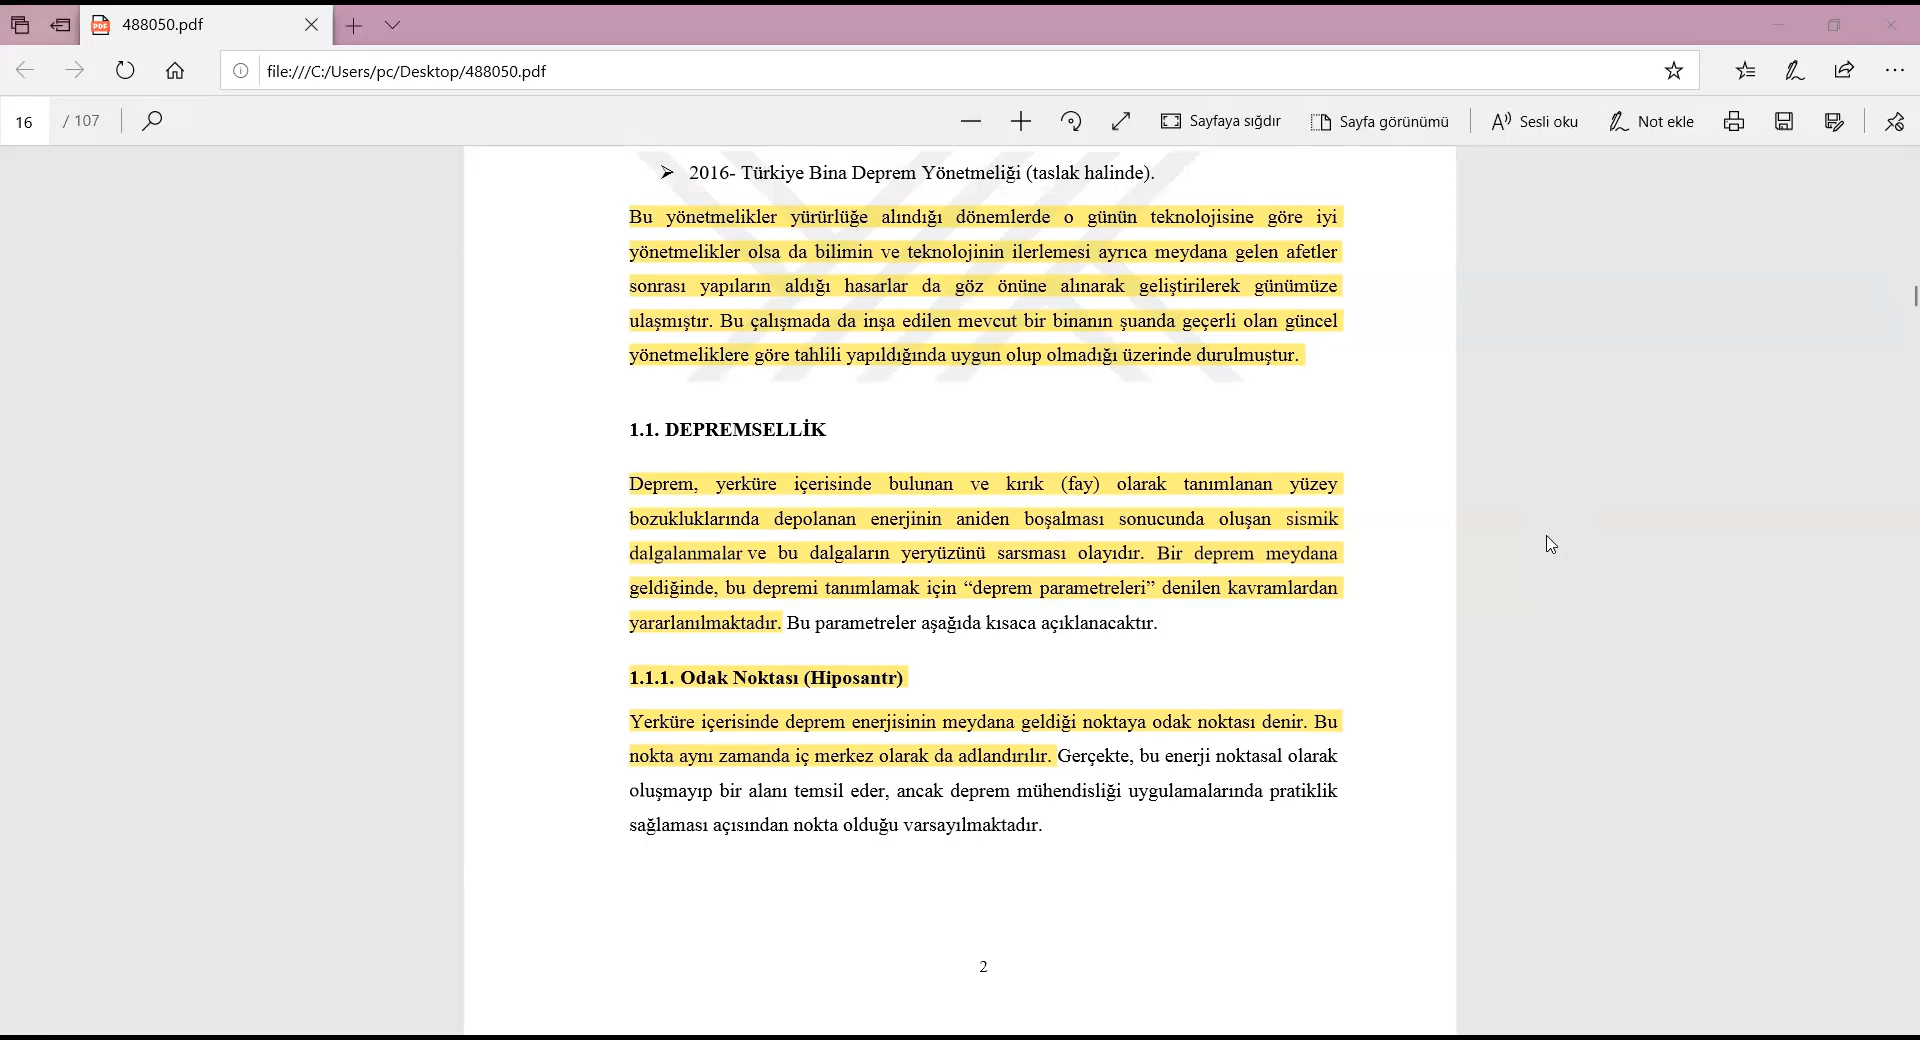 488050.pdf
file:///C:/Users/pc/Desktop/488050.pdf
16 / 107
Sayfaya sığdır
Sayfa görünümü
Sesli oku
Not ekle
➢ 2016- Türkiye Bina Deprem Yönetmeliği (taslak halinde).
Bu yönetmelikler yürürlüğe alındığı dönemlerde o günün teknolojisine göre iyi
yönetmelikler olsa da bilimin ve teknolojinin ilerlemesi ayrıca meydana gelen afetler
sonrası yapıların aldığı hasarlar da göz önüne alınarak geliştirilerek günümüze
ulaşmıştır. Bu çalışmada da inşa edilen mevcut bir binanın şuanda geçerli olan güncel
yönetmeliklere göre tahlili yapıldığında uygun olup olmadığı üzerinde durulmuştur.
1.1. DEPREMSELLİK
Deprem, yerküre içerisinde bulunan ve kırık (fay) olarak tanımlanan yüzey
bozukluklarında depolanan enerjinin aniden boşalması sonucunda oluşan sismik
dalgalanmalar ve bu dalgaların yeryüzünü sarsması olayıdır. Bir deprem meydana
geldiğinde, bu depremi tanımlamak için “deprem parametreleri” denilen kavramlardan
yararlanılmaktadır. Bu parametreler aşağıda kısaca açıklanacaktır.
1.1.1. Odak Noktası (Hiposantr)
Yerküre içerisinde deprem enerjisinin meydana geldiği noktaya odak noktası denir. Bu
nokta aynı zamanda iç merkez olarak da adlandırılır. Gerçekte, bu enerji noktasal olarak
oluşmayıp bir alanı temsil eder, ancak deprem mühendisliği uygulamalarında pratiklik
sağlaması açısından nokta olduğu varsayılmaktadır.
2